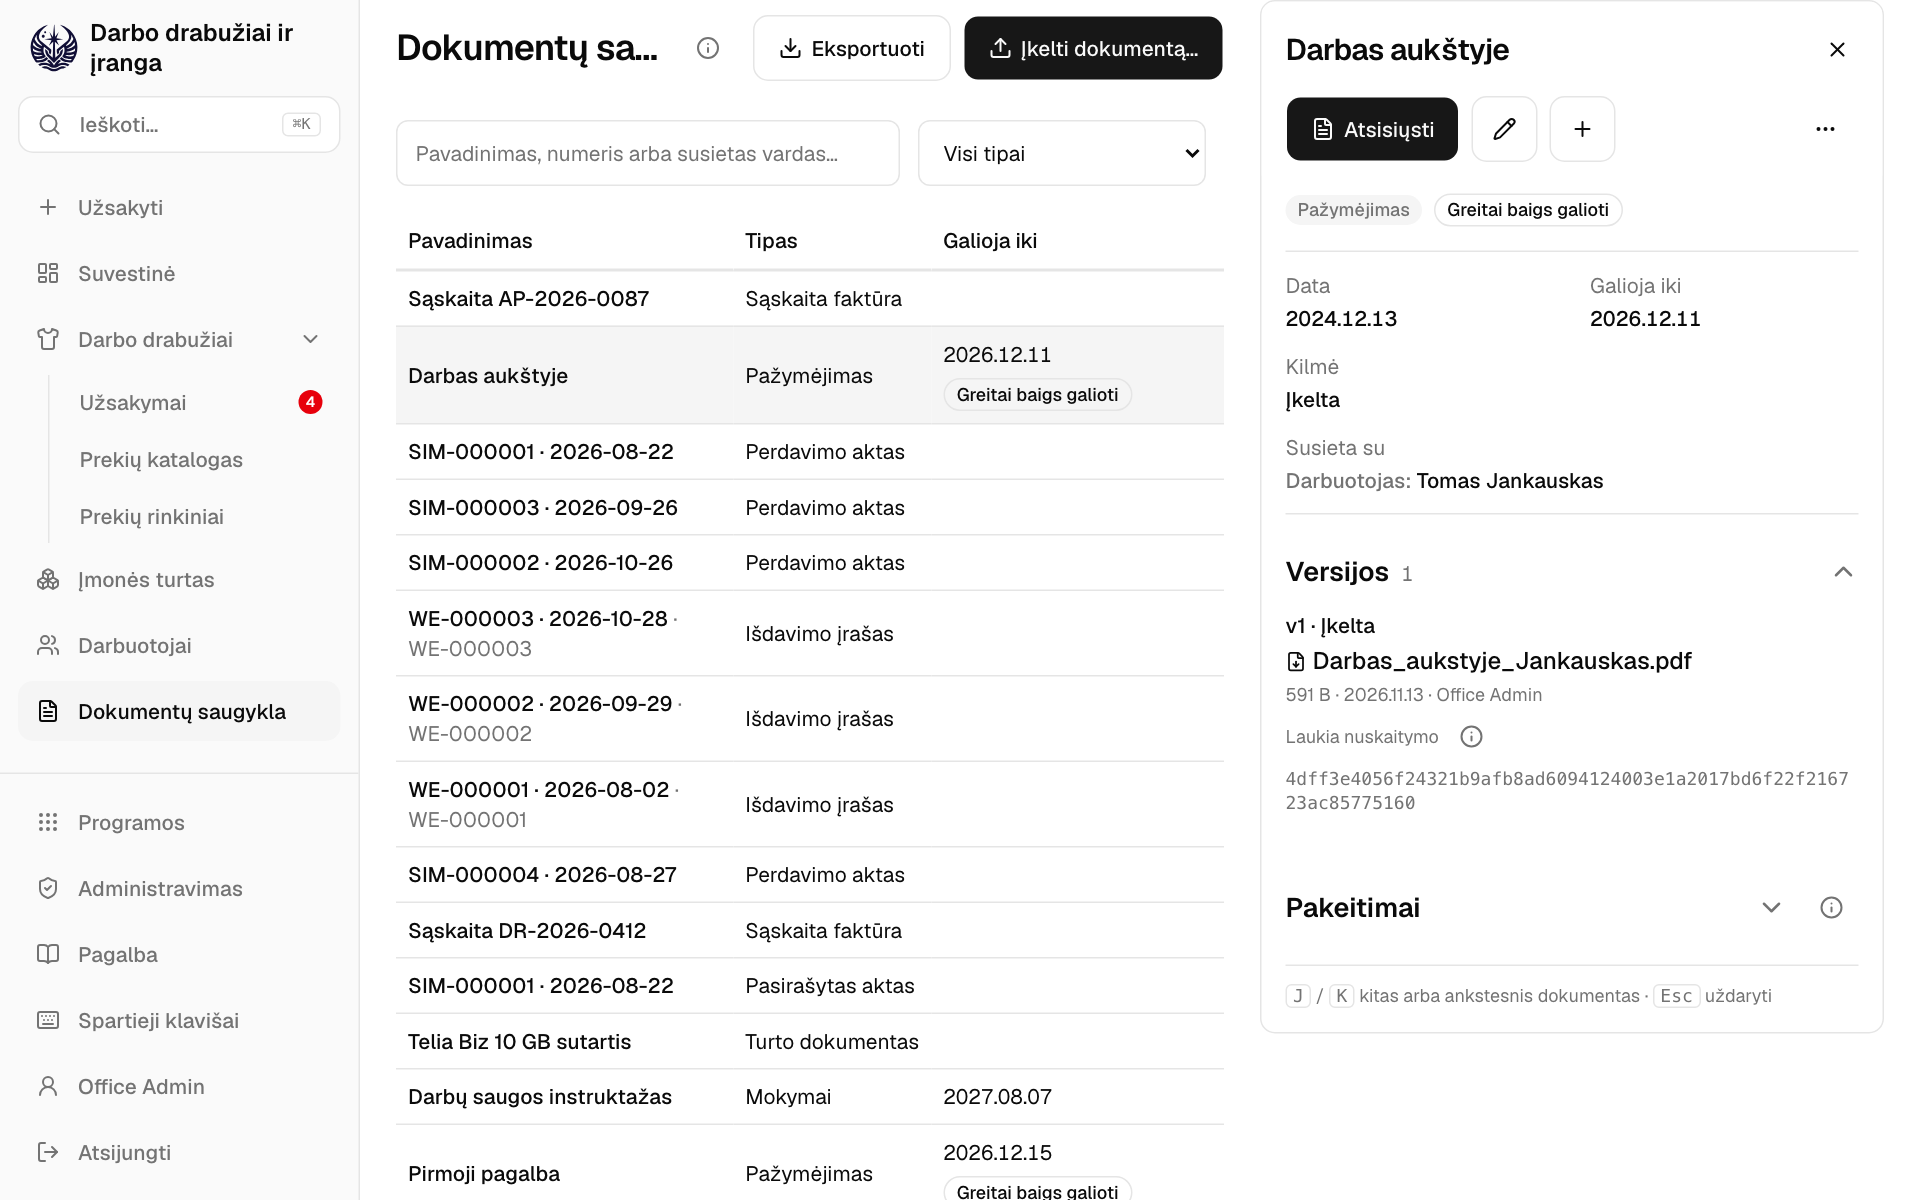 Darbo drabužiai ir
įranga
Ieškoti...
⌘K
Užsakyti
Suvestinė
Darbo drabužiai
Užsakymai
4
Prekių katalogas
Prekių rinkiniai
Įmonės turtas
Darbuotojai
Dokumentų saugykla
Programos
Administravimas
Pagalba
Spartieji klavišai
Office Admin
Atsijungti
Dokumentų sa...
Eksportuoti
Įkelti dokumentą...
Pavadinimas, numeris arba susietas vardas...
Visi tipai
Pavadinimas Tipas Galioja iki
Sąskaita AP-2026-0087 Sąskaita faktūra
Darbas aukštyje Pažymėjimas 2026.12.11
Greitai baigs galioti
SIM-000001 · 2026-08-22 Perdavimo aktas
SIM-000003 · 2026-09-26 Perdavimo aktas
SIM-000002 · 2026-10-26 Perdavimo aktas
WE-000003 · 2026-10-28 · Išdavimo įrašas
WE-000003
WE-000002 · 2026-09-29 · Išdavimo įrašas
WE-000002
WE-000001 · 2026-08-02 · Išdavimo įrašas
WE-000001
SIM-000004 · 2026-08-27 Perdavimo aktas
Sąskaita DR-2026-0412 Sąskaita faktūra
SIM-000001 · 2026-08-22 Pasirašytas aktas
Telia Biz 10 GB sutartis Turto dokumentas
Darbų saugos instruktažas Mokymai 2027.08.07
Pirmoji pagalba Pažymėjimas 2026.12.15
Greitai baigs galioti
Darbas aukštyje
Atsisiųsti
Pažymėjimas Greitai baigs galioti
Data Galioja iki
2024.12.13 2026.12.11
Kilmė
Įkelta
Susieta su
Darbuotojas: Tomas Jankauskas
Versijos 1
v1 · Įkelta
Darbas_aukstyje_Jankauskas.pdf
591 B · 2026.11.13 · Office Admin
Laukia nuskaitymo
4dff3e4056f24321b9afb8ad6094124003e1a2017bd6f22f2167
23ac85775160
Pakeitimai
J / K kitas arba ankstesnis dokumentas · Esc uždaryti